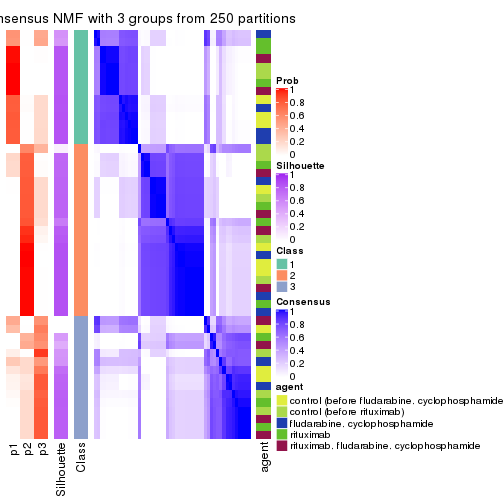 nsensus NMF with 3 groups from 250 partitions
Prob
1
0.8
0.6
0.4
0.2
0
Silhouette
1
0.8
0.6
0.4
0.2
0
Class
1
2
3
Consensus
1
0.8
0.6
0.4
0.2
0
agent
control (before fludarabine. cyclophosphamide
control (before rituximab)
fludarabine. cyclophosphamide
rituximab
rituximab. fludarabine. cyclophosphamide
p1
p2
p3
Silhouette
Class
agent